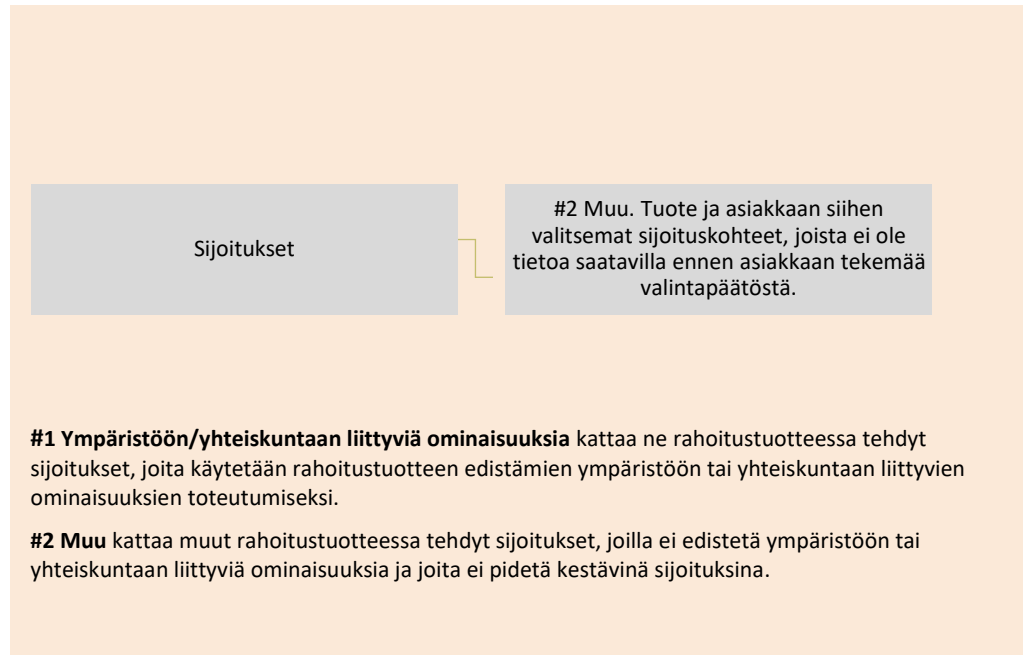 Sijoitukset
#2 Muu. Tuote ja asiakkaan siihen
valitsemat sijoituskohteet, joista ei ole
tietoa saatavilla ennen asiakkaan tekemää
valintapäätöstä.
#1 Ympäristöön/yhteiskuntaan liittyviä ominaisuuksia kattaa ne rahoitustuotteessa tehdyt
sijoitukset, joita käytetään rahoitustuotteen edistämien ympäristöön tai yhteiskuntaan liittyvien
ominaisuuksien toteutumiseksi.
#2 Muu kattaa muut rahoitustuotteessa tehdyt sijoitukset, joilla ei edistetä ympäristöön tai
yhteiskuntaan liittyviä ominaisuuksia ja joita ei pidetä kestävinä sijoituksina.